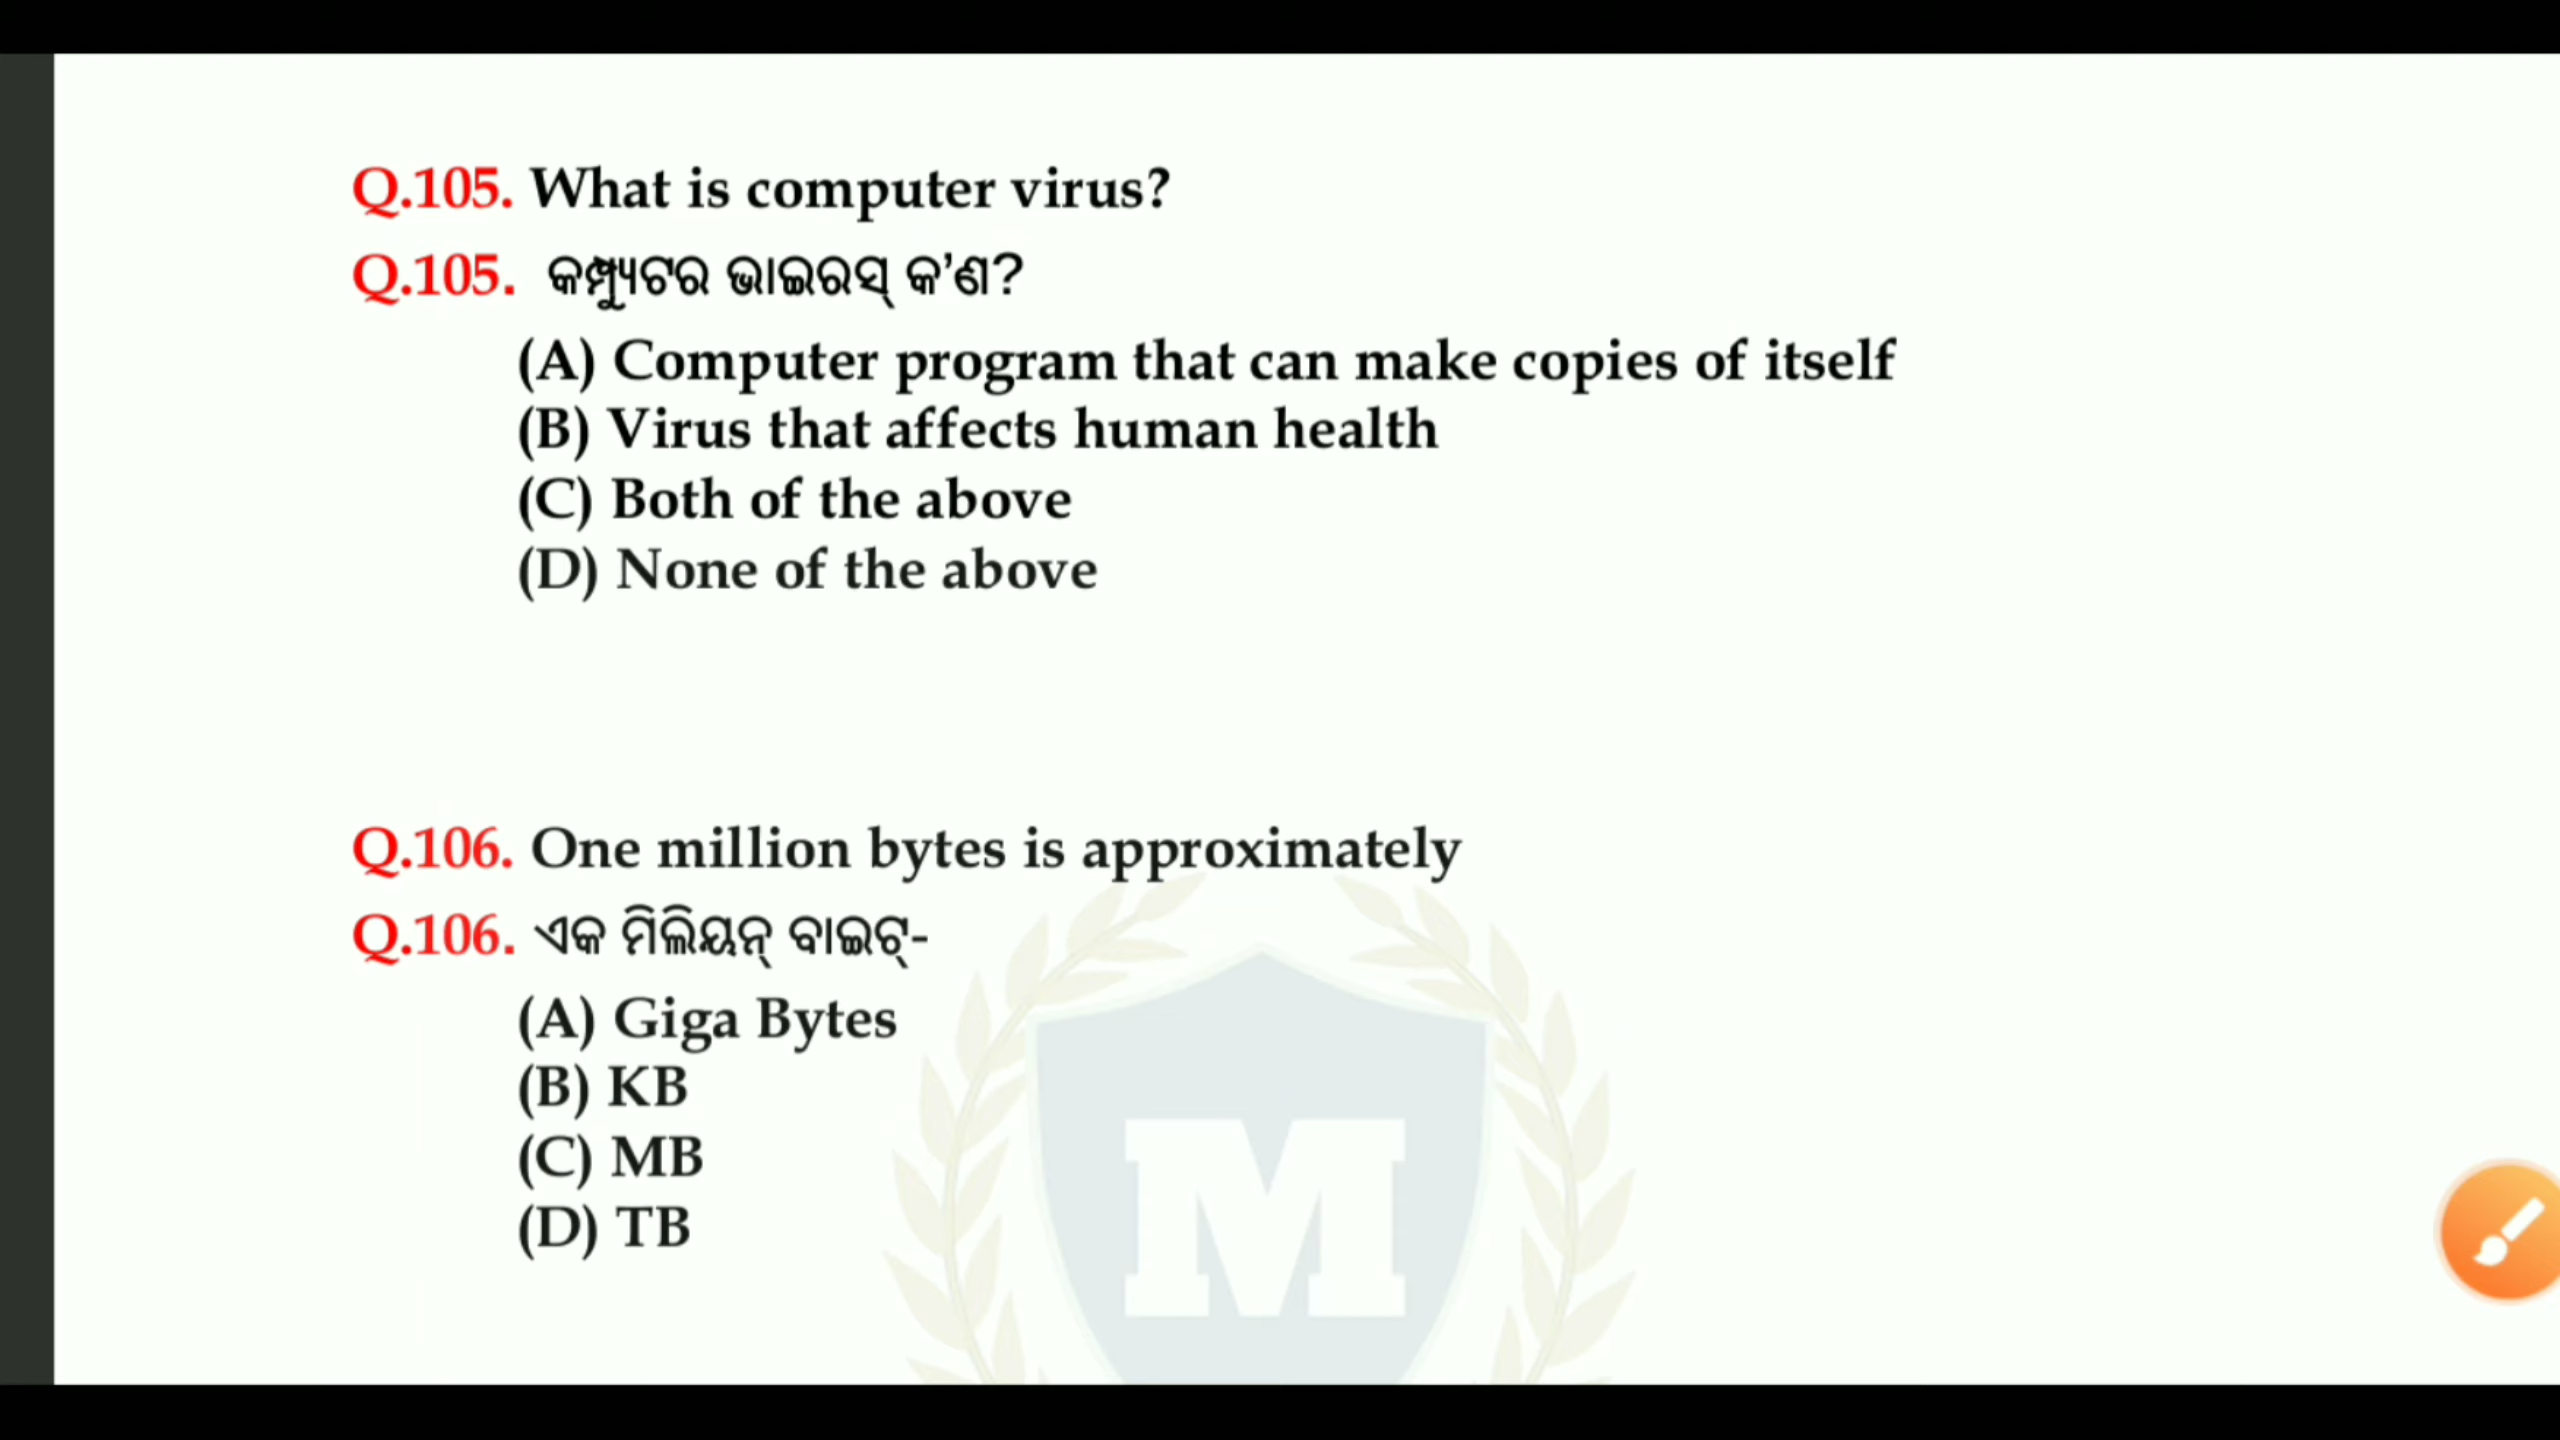 Q.105. What is computer virus?
Q.105. କମ୍ପ୍ୟୁଟର ଭାଇରସ୍ କ'ଣ?
(A) Computer program that can make copies of itself
(B) Virus that affects human health
(C) Both of the above
(D) None of the above
Q.106. One million bytes is approximately
Q.106. ଏକ ମିଲିୟନ୍ ବାଇଟ୍-
(A) Giga Bytes
(B) KB
(C) MB
(D) TB
M